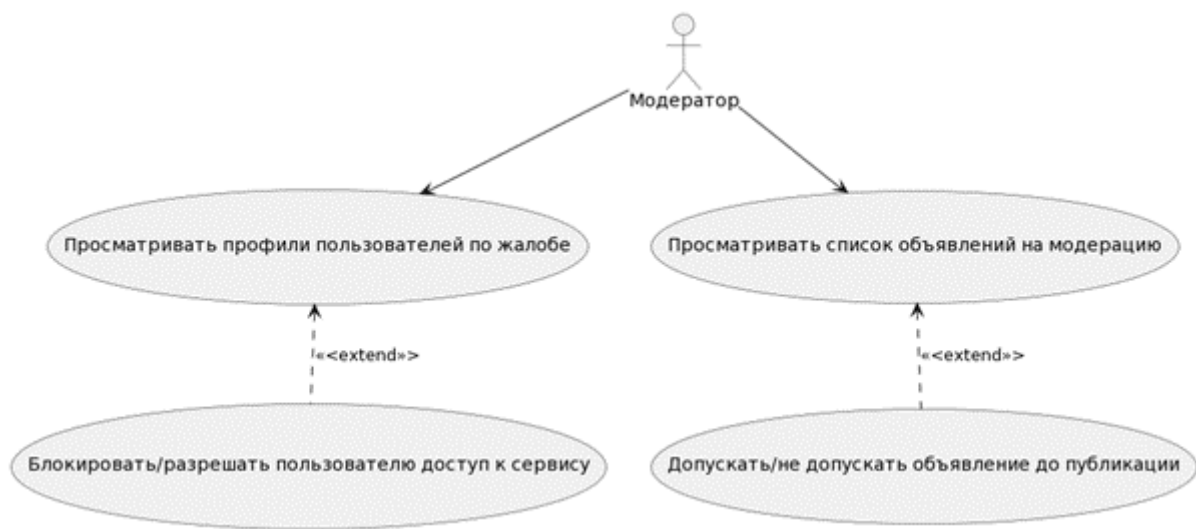 Модератор
Просматривать профили пользователей по жалобе
Просматривать список объявлений на модерацию
«<extend»>
«<extend»>
Блокировать/разрешать пользователю доступ к сервису
Допускать/не допускать объявление до публикации